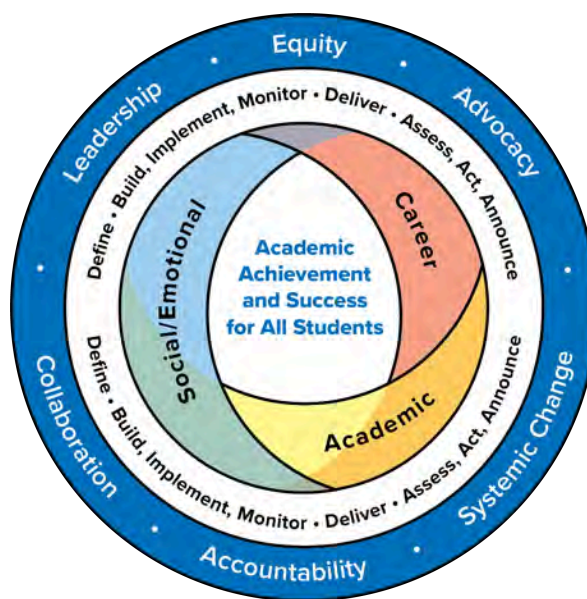 Equity
Advocacy
Systemic Change
Accountability
Collaboration
Leadership
Define • Build, Implement, Monitor • Deliver • Assess, Act, Announce
Define • Build, Implement, Monitor • Deliver • Assess, Act, Announce
Social/Emotional
Career
Academic
Academic
Achievement
and Success
for All Students